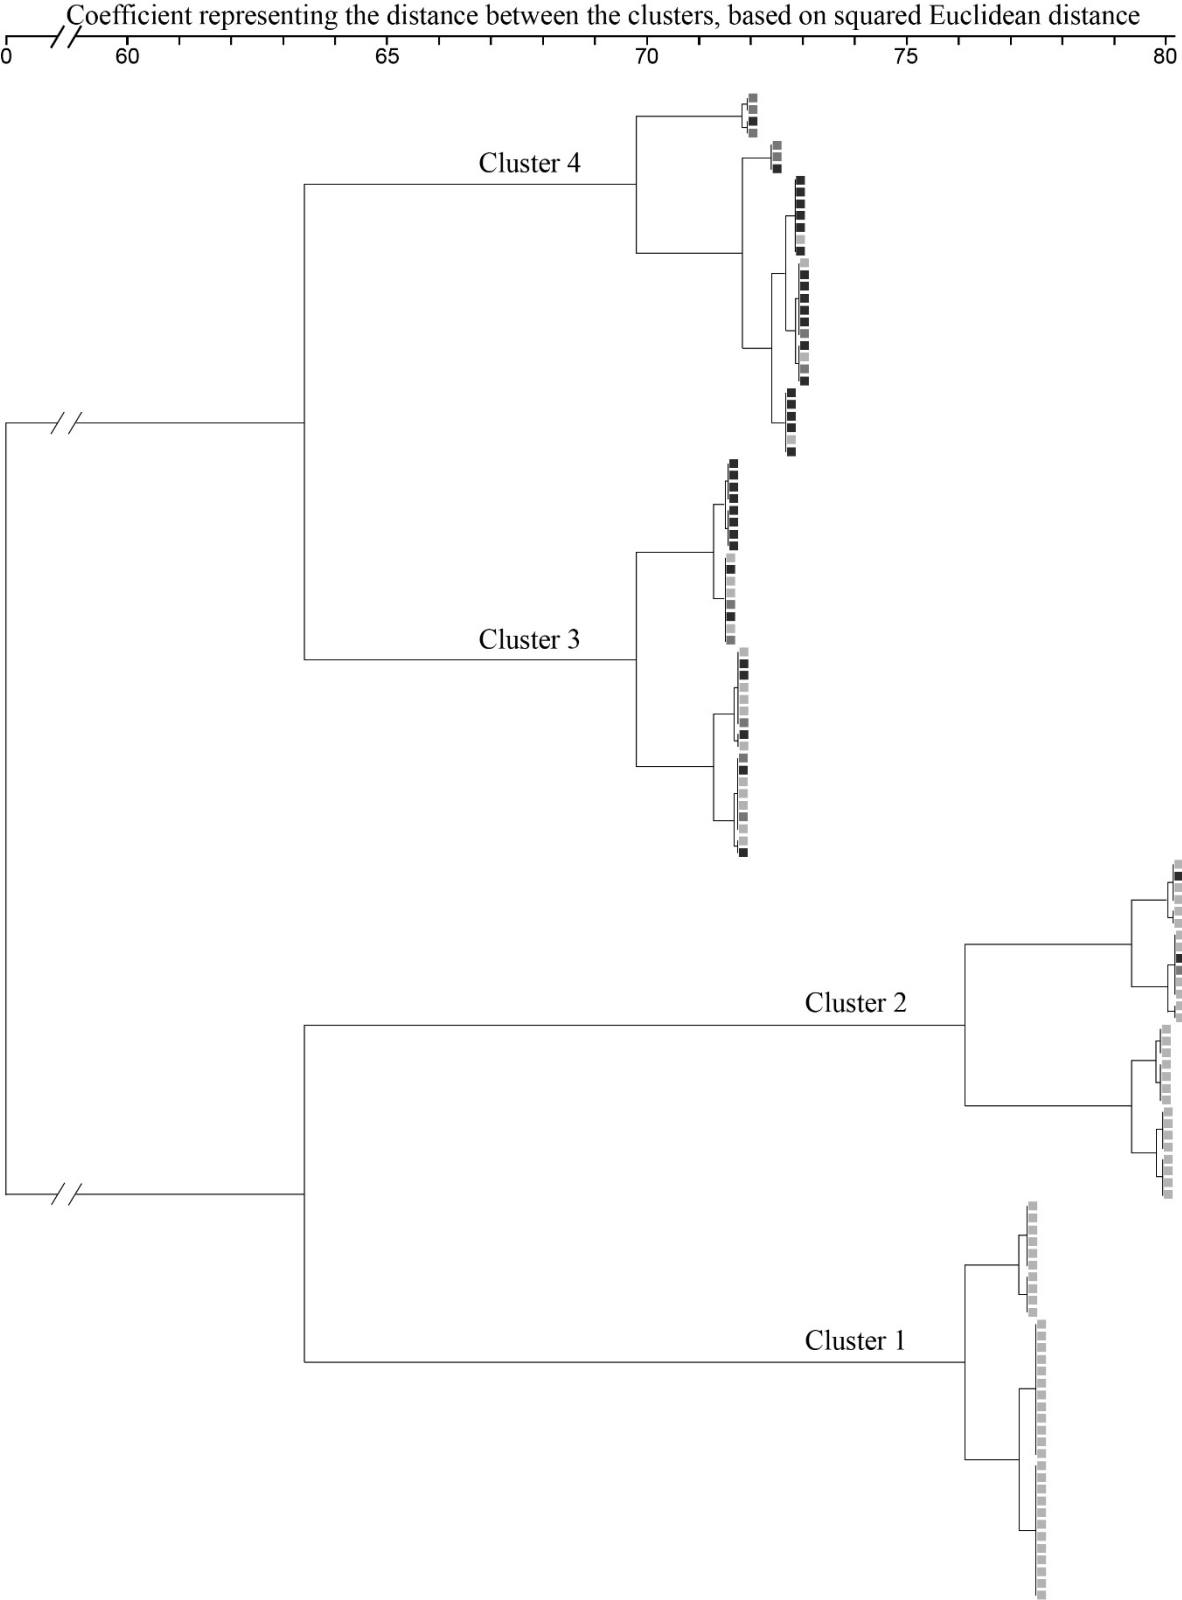 Coefficient representing the distance between the clusters, based on squared Euclidean distance
0 60 65 70 75 80
Cluster 4
Cluster 3
Cluster 2
Cluster 1